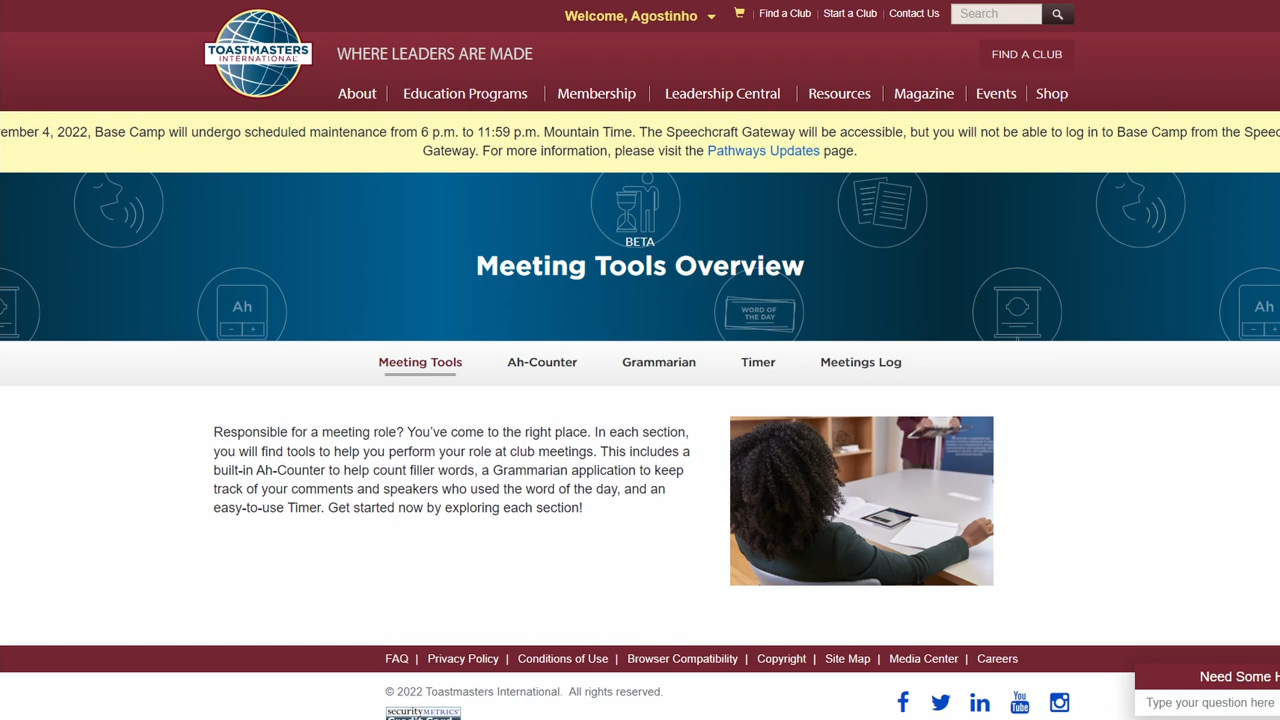 Welcome, Agostinho
Find a Club
Start a Club
Contact Us
Search
TOASTMASTERS
INTERNATIONAL
WHERE LEADERS ARE MADE
FIND A CLUB
About
Education Programs
Membership
Leadership Central
Resources
Magazine
Events
Shop
4, 2022, Base Camp will undergo scheduled maintenance from 6 p.m. to 11:59 p.m. Mountain Time. The Speechcraft Gateway will be accessible, but you will not be able to log in to Base Camp from the
Gateway. For more information, please visit the Pathways Updates page.
BETA
Meeting Tools Overview
Ah
WORD OF
THE DAY
Ah
Meeting Tools
Ah-Counter
Grammarian
Timer
Meetings Log
Responsible for a meeting role? You’ve come to the right place. In each section,
you will find tools to help you perform your role at club meetings. This includes a
built-in Ah-Counter to help count filler words, a Grammarian application to keep
track of your comments and speakers who used the word of the day, and an
easy-to-use Timer. Get started now by exploring each section!
FAQ | Privacy Policy | Conditions of Use | Browser Compatibility | Copyright | Site Map | Media Center | Careers
© 2022 Toastmasters International. All rights reserved.
securityMETRICS
You
Tube
Need Some
Type your question here